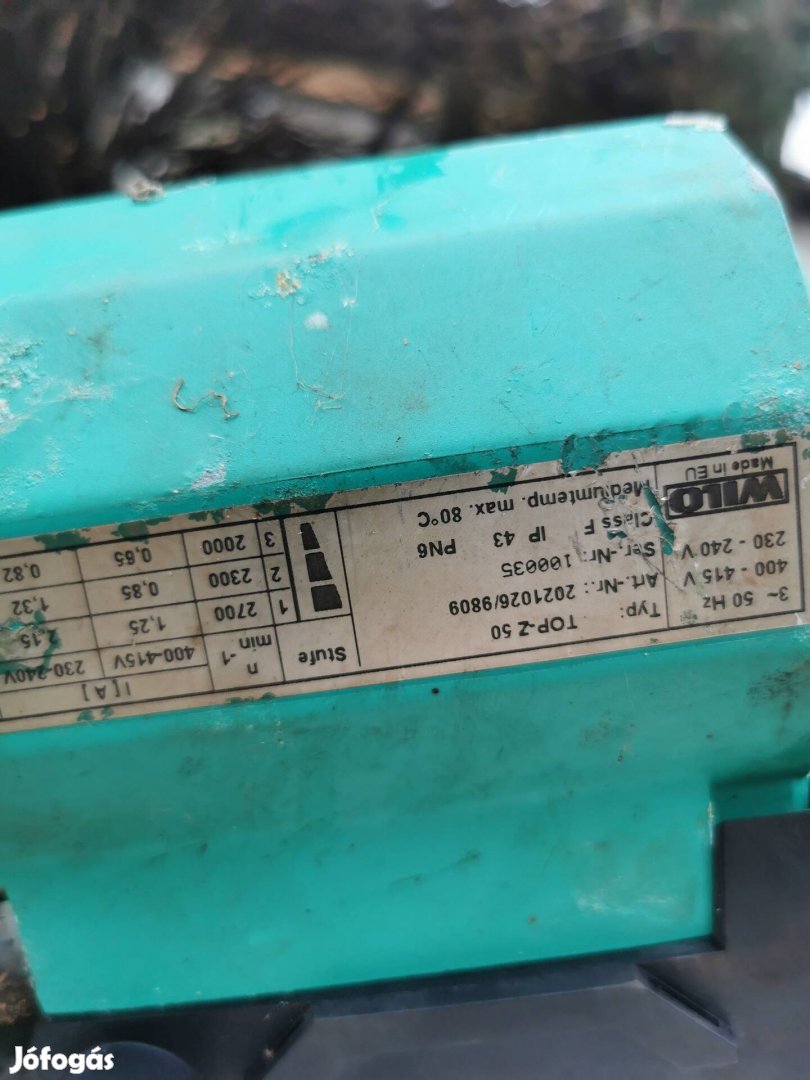 WILO
Made in EU
3~ 50 Hz
400 - 415 V
230 - 240 V
Typ: TOP-Z 50
Art.-Nr.: 2021026/9809
Ser.-Nr: 100035
Class F IP 43 PN6
Mediumtemp. max. 80°C
Stufe n min -1 I [A]
400-415V 230-240V
1 2700 1,25 2,15
2 2300 0,85 1,32
3 2000 0,65 0,82
Jófogás